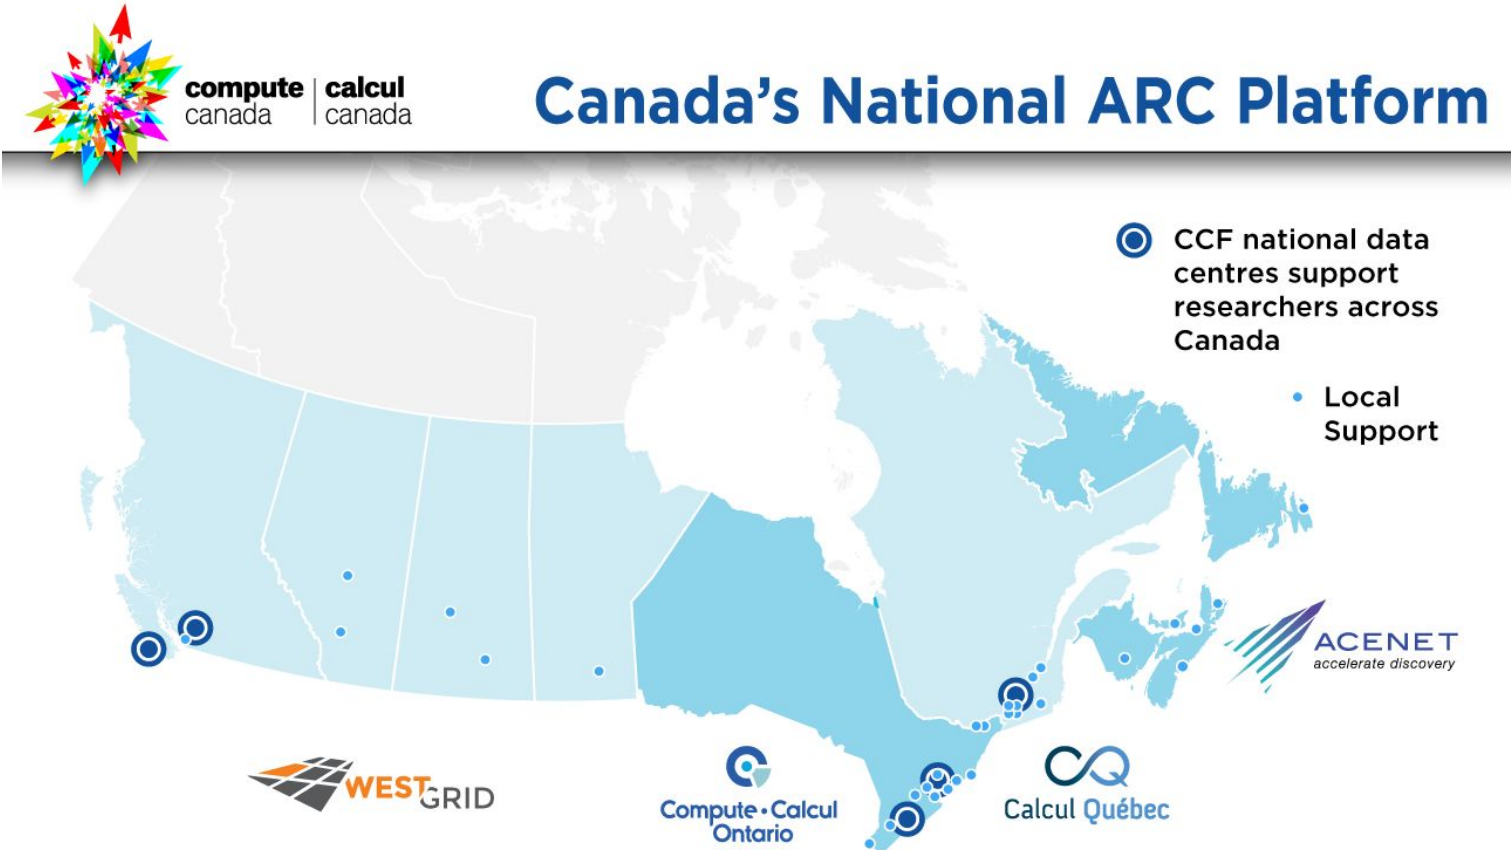 compute calcul
canada canada
Canada's National ARC Platform
CCF national data
centres support
researchers across
Canada
Local
Support
ACENET
accelerate discovery
WESTGRID
Compute•Calcul
Ontario
CQ
Calcul Québec